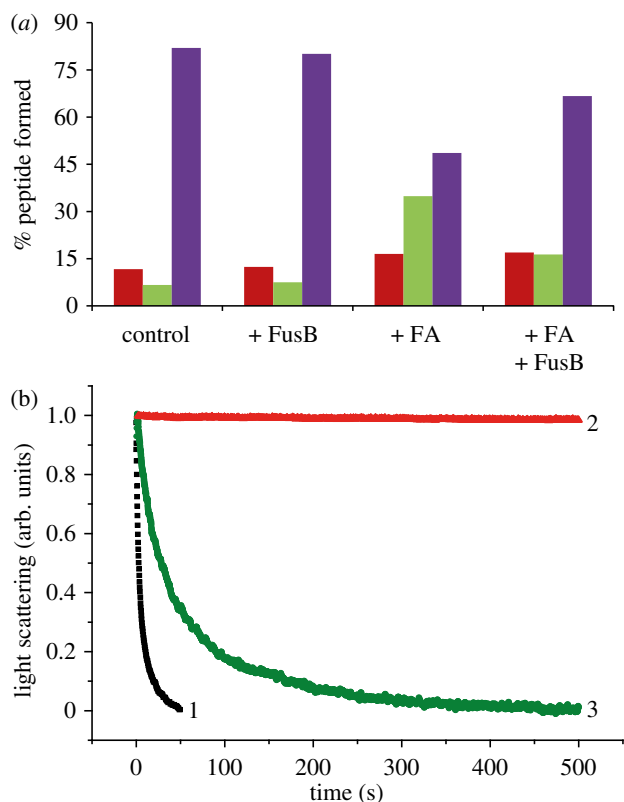 (a)
% peptide formed
90
75
60
45
30
15
0
control
+ FusB
+ FA
+ FA
+ FusB
(b)
light scattering (arb. units)
1.0
0.8
0.6
0.4
0.2
0
2
1
3
0
100
200
300
400
500
time (s)